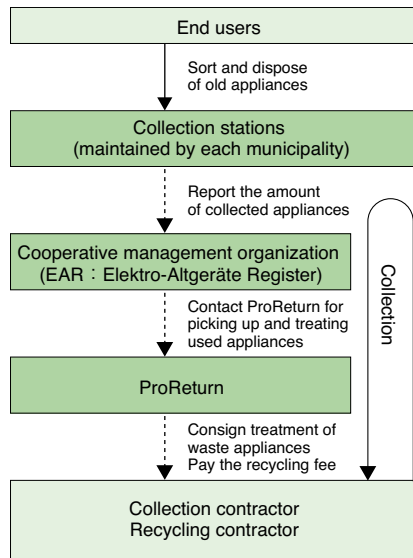 End users
Sort and dispose
of old appliances
Collection stations
(maintained by each municipality)
Report the amount
of collected appliances
Cooperative management organization
(EAR：Elektro-Altgeräte Register)
Contact ProReturn for
picking up and treating
used appliances
Collection
ProReturn
Consign treatment of
waste appliances
Pay the recycling fee
Collection contractor
Recycling contractor